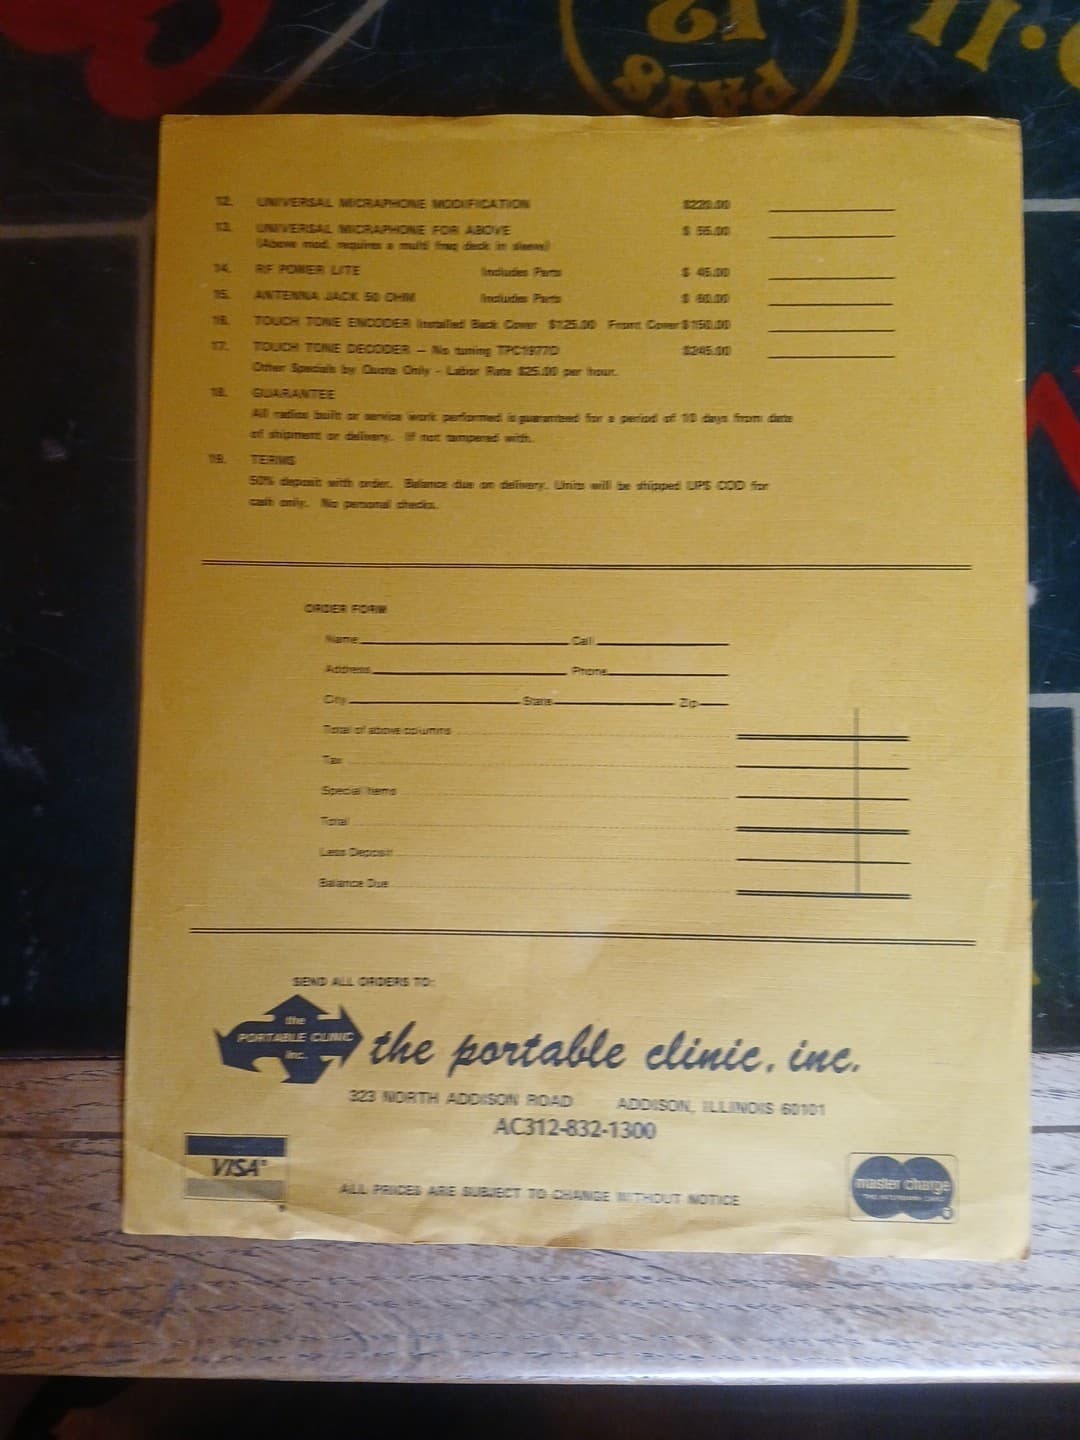 12 PAYS
12. UNIVERSAL MICRAPHONE MODIFICATION $220.00
13. UNIVERSAL MICRAPHONE FOR ABOVE $ 55.00
(Above mod. requires a multi freq deck in sleeve)
14. RF POWER LITE Includes Parts $ 45.00
15. ANTENNA JACK 50 OHM Includes Parts $ 60.00
16. TOUCH TONE ENCODER Installed Back Cover $125.00 Front Cover $150.00
17. TOUCH TONE DECODER — No tuning TPC1977D $245.00
Other Specials by Quote Only - Labor Rate $25.00 per hour.
18. GUARANTEE
All radios built or service work performed is guaranteed for a period of 10 days from date
of shipment or delivery. If not tampered with.
19. TERMS
50% deposit with order. Balance due on delivery. Units will be shipped UPS COD for
cash only. No personal checks.
ORDER FORM
Name Call
Address Phone
City State Zip
Total of above columns
Tax
Special Items
Total
Less Deposit
Balance Due
SEND ALL ORDERS TO:
the PORTABLE CLINIC Inc.
the portable clinic, inc.
323 NORTH ADDISON ROAD ADDISON, ILLINOIS 60101
AC312-832-1300
VISA®
ALL PRICES ARE SUBJECT TO CHANGE WITHOUT NOTICE
master charge
THE INTERBANK CARD